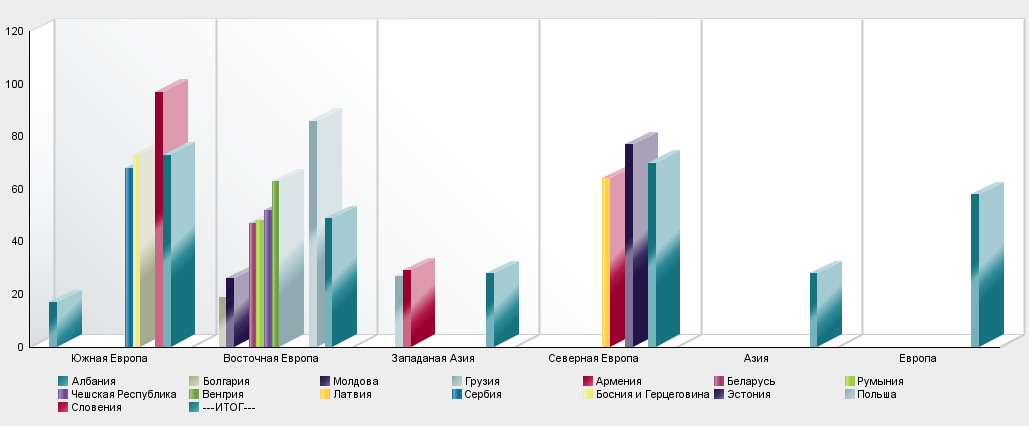 120
100
80
60
40
20
0
Южная Европа Восточная Европа Западаная Азия Северная Европа Азия Европа
Албания Болгария Молдова Грузия Армения Беларусь Румыния
Чешская Республика Венгрия Латвия Сербия Босния и Герцеговина Эстония Польша
Словения ---ИТОГ---